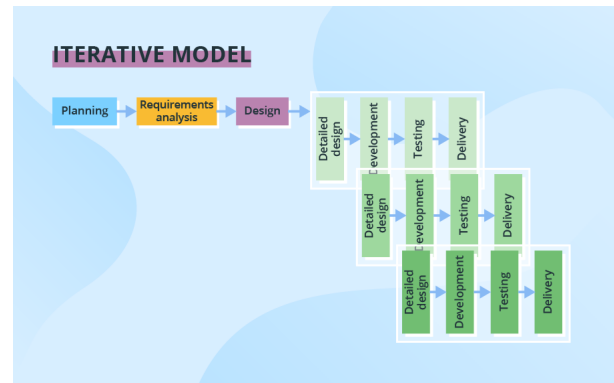 ITERATIVE MODEL
Planning
Requirements
analysis
Design
Detailed
design
Development
Testing
Delivery
Detailed
design
Development
Testing
Delivery
Detailed
design
Development
Testing
Delivery